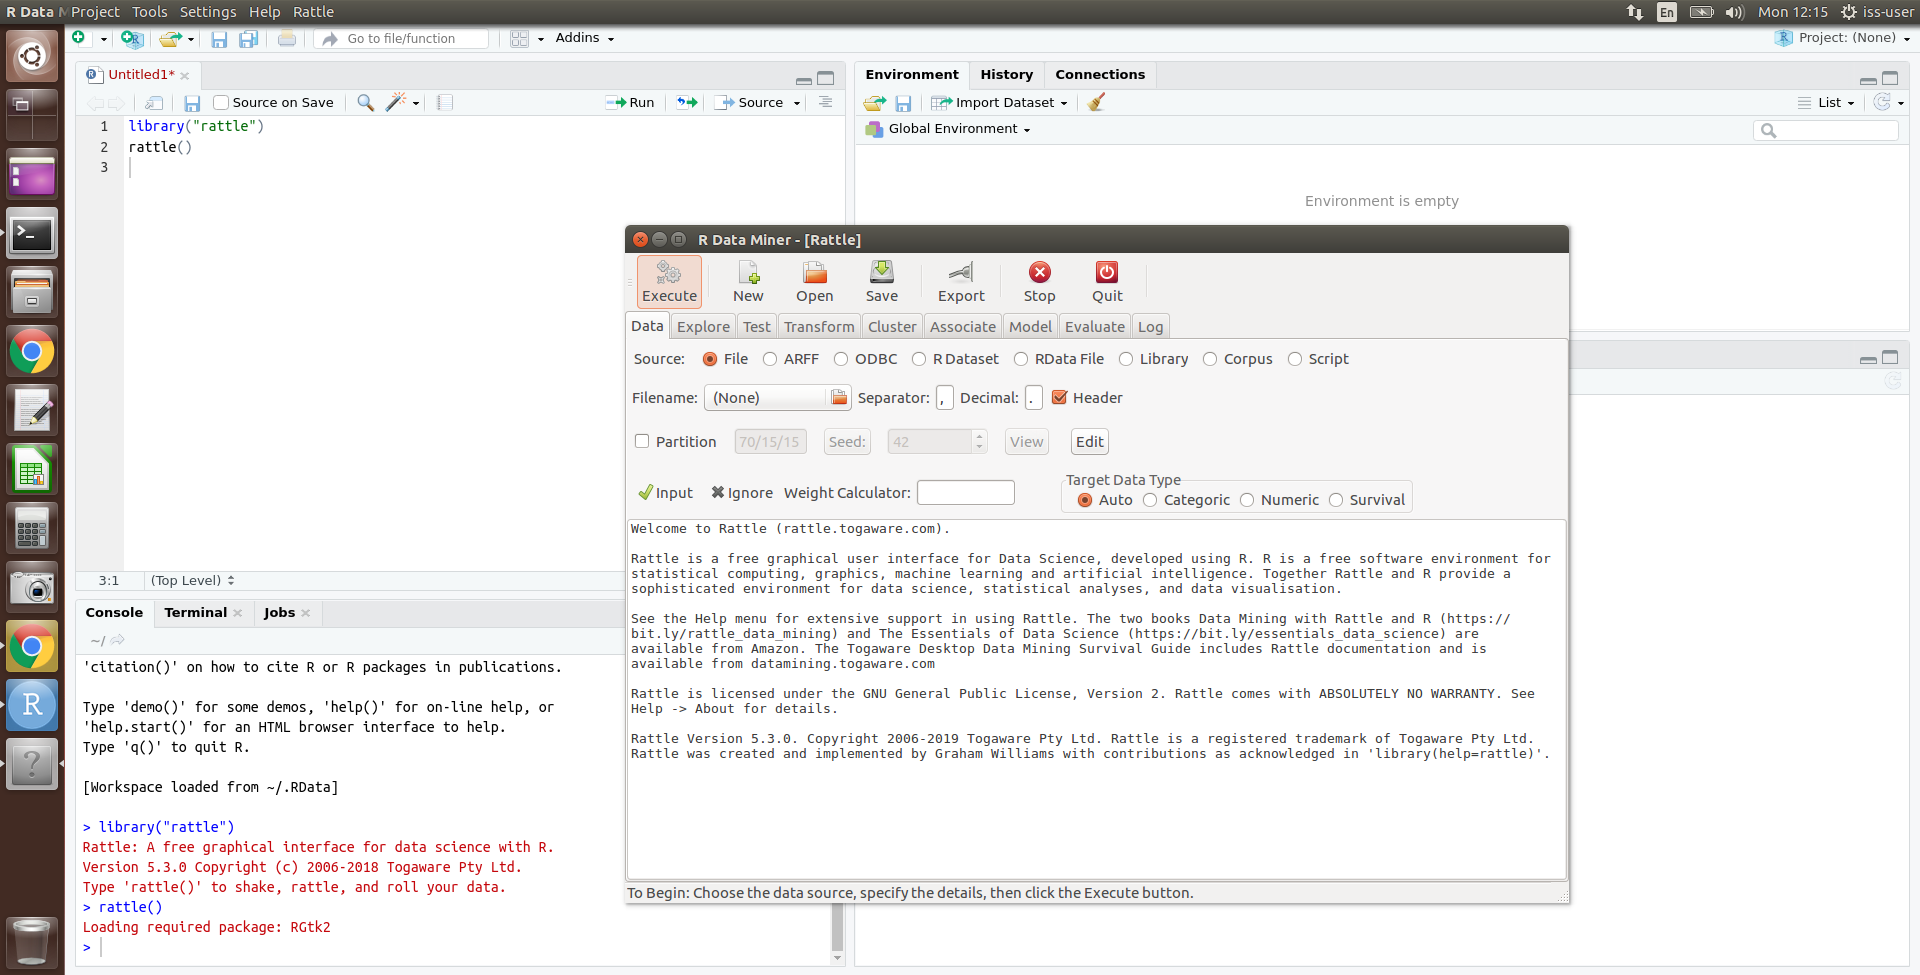 R Data M Project Tools Settings Help Rattle
En Mon 12:15 iss-user
Go to file/function Addins Project: (None)
Untitled1*
Source on Save Run Source
1 library("rattle")
2 rattle()
3
3:1 (Top Level)
Environment History Connections
Import Dataset List
Global Environment
Environment is empty
R Data Miner - [Rattle]
Execute New Open Save Export Stop Quit
Data Explore Test Transform Cluster Associate Model Evaluate Log
Source: File ARFF ODBC R Dataset RData File Library Corpus Script
Filename: (None) Separator: , Decimal: . Header
Partition 70/15/15 Seed: 42 View Edit
Target Data Type
Input Ignore Weight Calculator: Auto Categoric Numeric Survival
Welcome to Rattle (rattle.togaware.com).
Rattle is a free graphical user interface for Data Science, developed using R. R is a free software environment for
statistical computing, graphics, machine learning and artificial intelligence. Together Rattle and R provide a
sophisticated environment for data science, statistical analyses, and data visualisation.
See the Help menu for extensive support in using Rattle. The two books Data Mining with Rattle and R (https://
bit.ly/rattle_data_mining) and The Essentials of Data Science (https://bit.ly/essentials_data_science) are
available from Amazon. The Togaware Desktop Data Mining Survival Guide includes Rattle documentation and is
available from datamining.togaware.com
Rattle is licensed under the GNU General Public License, Version 2. Rattle comes with ABSOLUTELY NO WARRANTY. See
Help -> About for details.
Rattle Version 5.3.0. Copyright 2006-2019 Togaware Pty Ltd. Rattle is a registered trademark of Togaware Pty Ltd.
Rattle was created and implemented by Graham Williams with contributions as acknowledged in 'library(help=rattle)'.
To Begin: Choose the data source, specify the details, then click the Execute button.
Console Terminal Jobs
~/
'citation()' on how to cite R or R packages in publications.
Type 'demo()' for some demos, 'help()' for on-line help, or
'help.start()' for an HTML browser interface to help.
Type 'q()' to quit R.
[Workspace loaded from ~/.RData]
> library("rattle")
Rattle: A free graphical interface for data science with R.
Version 5.3.0 Copyright (c) 2006-2018 Togaware Pty Ltd.
Type 'rattle()' to shake, rattle, and roll your data.
> rattle()
Loading required package: RGtk2
>